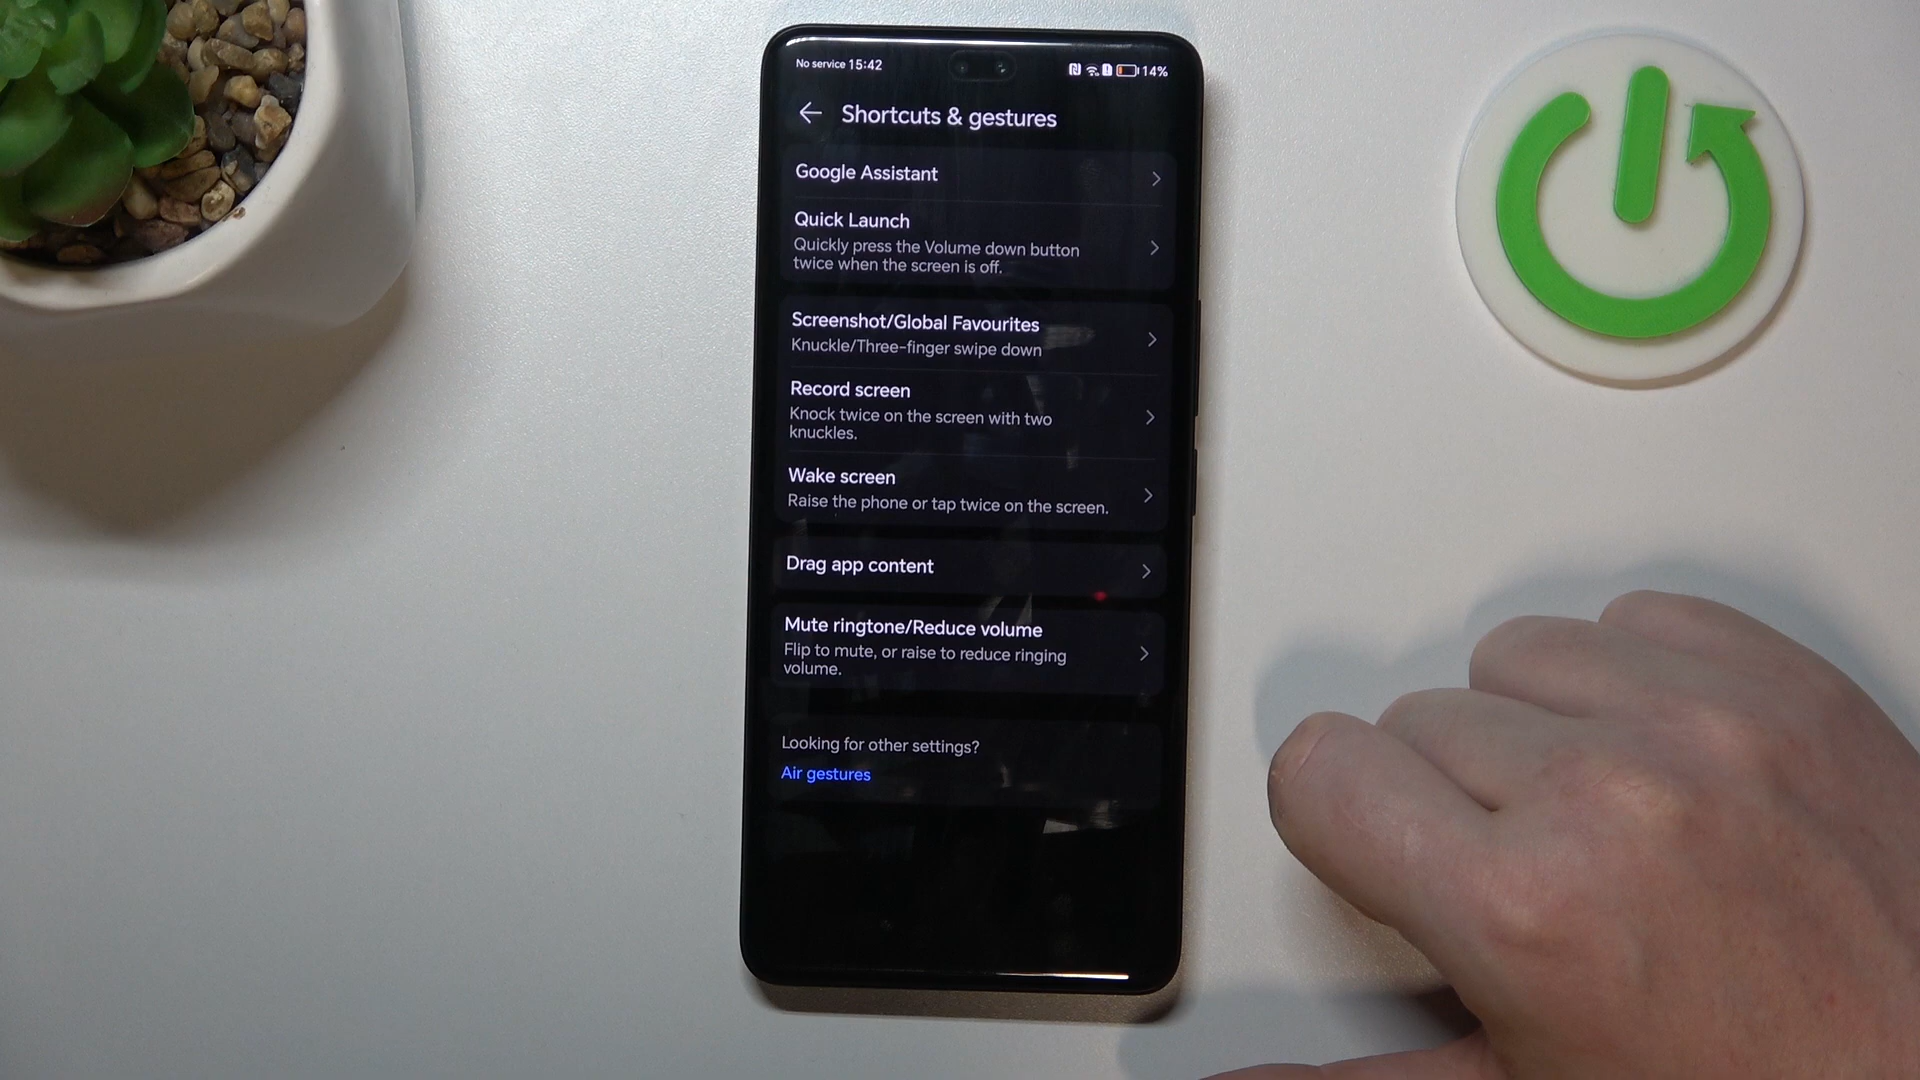 No service 15:42
14%
Shortcuts & gestures
Google Assistant
Quick Launch
Quickly press the Volume down button
twice when the screen is off.
Screenshot/Global Favourites
Knuckle/Three-finger swipe down
Record screen
Knock twice on the screen with two
knuckles.
Wake screen
Raise the phone or tap twice on the screen.
Drag app content
Mute ringtone/Reduce volume
Flip to mute, or raise to reduce ringing
volume.
Looking for other settings?
Air gestures